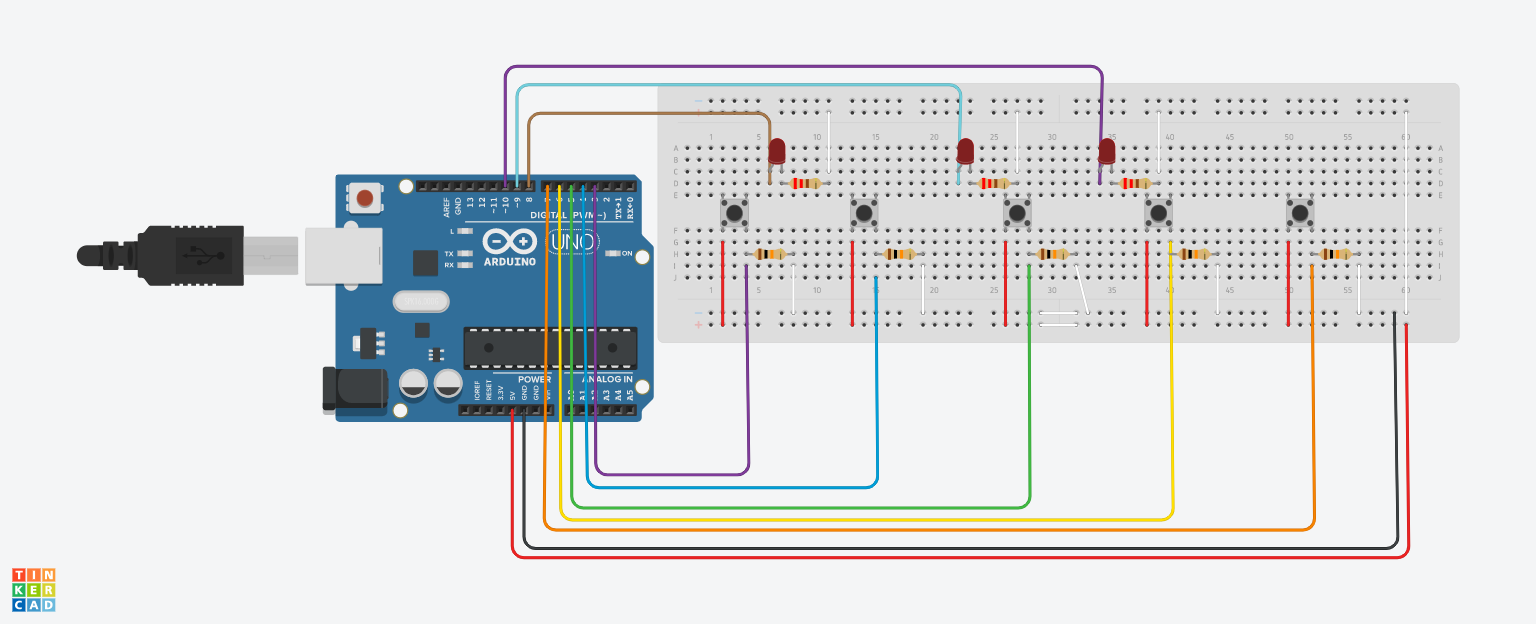 1 5 10 15 20 25 30 35 40 45 50 55 60
A A
B B
C C
D D
E E
AREF GND 13 12 ~11 ~10 ~9 8 2 TX→1 RX←0
DIGITAL (PWM~)
L
TX
RX
UNO
ON
ARDUINO
F F
G G
H H
I I
J J
1 5 10 15 20 25 30 35 40 45 50 55 60
POWER ANALOG IN
IOREF RESET 3.3V 5V GND GND A0 A1 A2 A3 A4 A5
TIN
KER
CAD